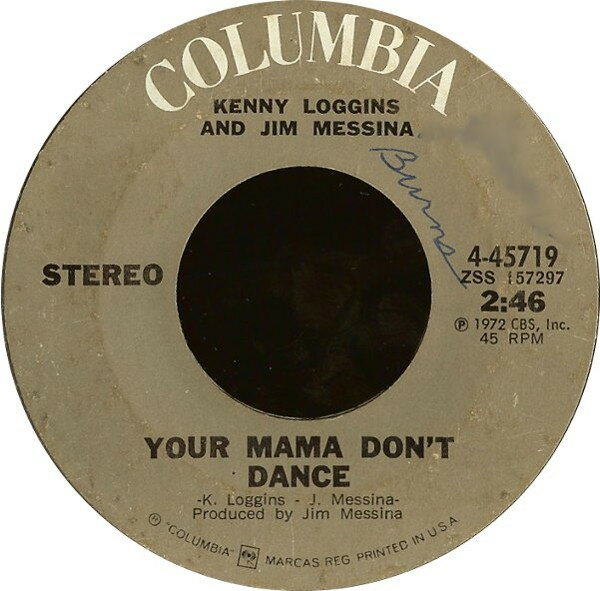 COLUMBIA
KENNY LOGGINS
AND JIM MESSINA
Burns
STEREO
4-45719
ZSS 157297
2:46
Ⓟ 1972 CBS, Inc.
45 RPM
YOUR MAMA DON'T
DANCE
-K. Loggins - J. Messina-
Produced by Jim Messina
® "COLUMBIA" MARCAS REG PRINTED IN U.S.A